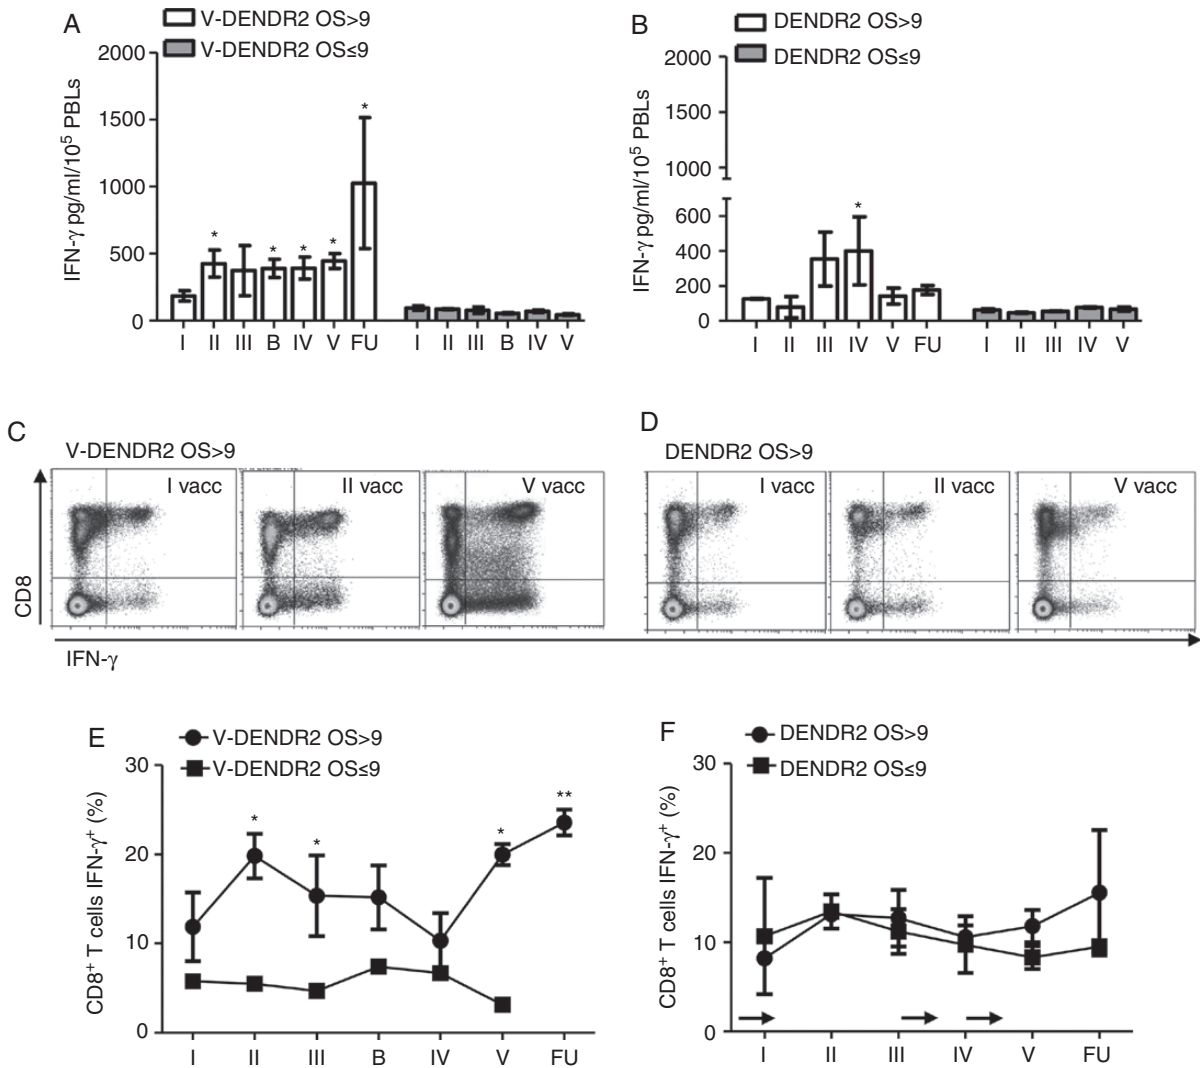 A
V-DENDR2 OS>9
V-DENDR2 OS≤9
IFN-γ pg/ml/10⁵ PBLs
2000
1500
1000
500
0
*
*
*
*
*
I II III B IV V FU I II III B IV V
B
DENDR2 OS>9
DENDR2 OS≤9
IFN-γ pg/ml/10⁵ PBLs
2000
1500
1000
600
400
200
0
*
I II III IV V FU I II III IV V
C
V-DENDR2 OS>9
I vacc II vacc V vacc
CD8
IFN-γ
D
DENDR2 OS>9
I vacc II vacc V vacc
E
V-DENDR2 OS>9
V-DENDR2 OS≤9
CD8⁺ T cells IFN-γ⁺ (%)
30
20
10
0
*
*
*
**
I II III B IV V FU
F
DENDR2 OS>9
DENDR2 OS≤9
CD8⁺ T cells IFN-γ⁺ (%)
30
20
10
0
I II III IV V FU